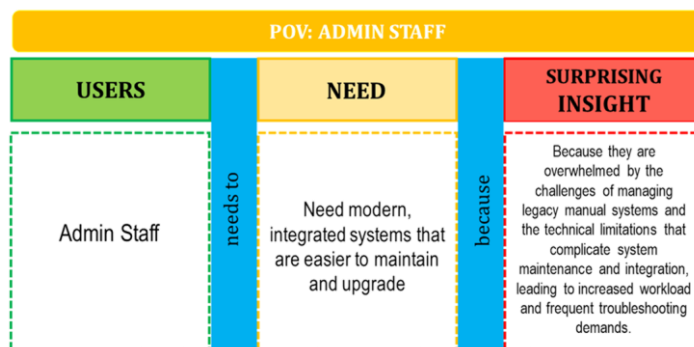 POV: ADMIN STAFF
USERS
needs to
NEED
because
SURPRISING
INSIGHT
Admin Staff
Need modern,
integrated systems that
are easier to maintain
and upgrade
Because they are
overwhelmed by the
challenges of managing
legacy manual systems and
the technical limitations that
complicate system
maintenance and integration,
leading to increased workload
and frequent troubleshooting
demands.